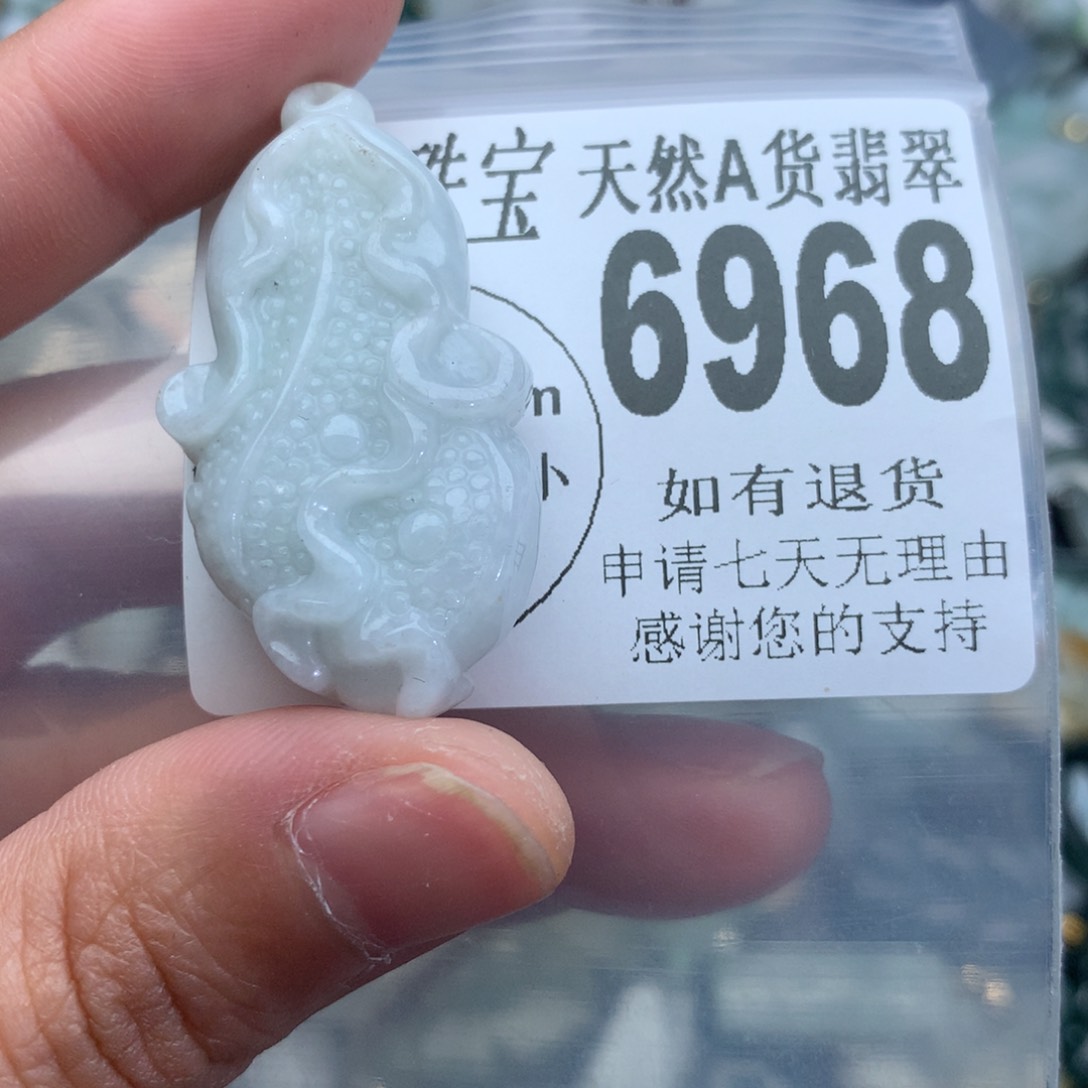 宝 天然A货翡翠
6968
n
小
如有退货
申请七天无理由
感谢您的支持